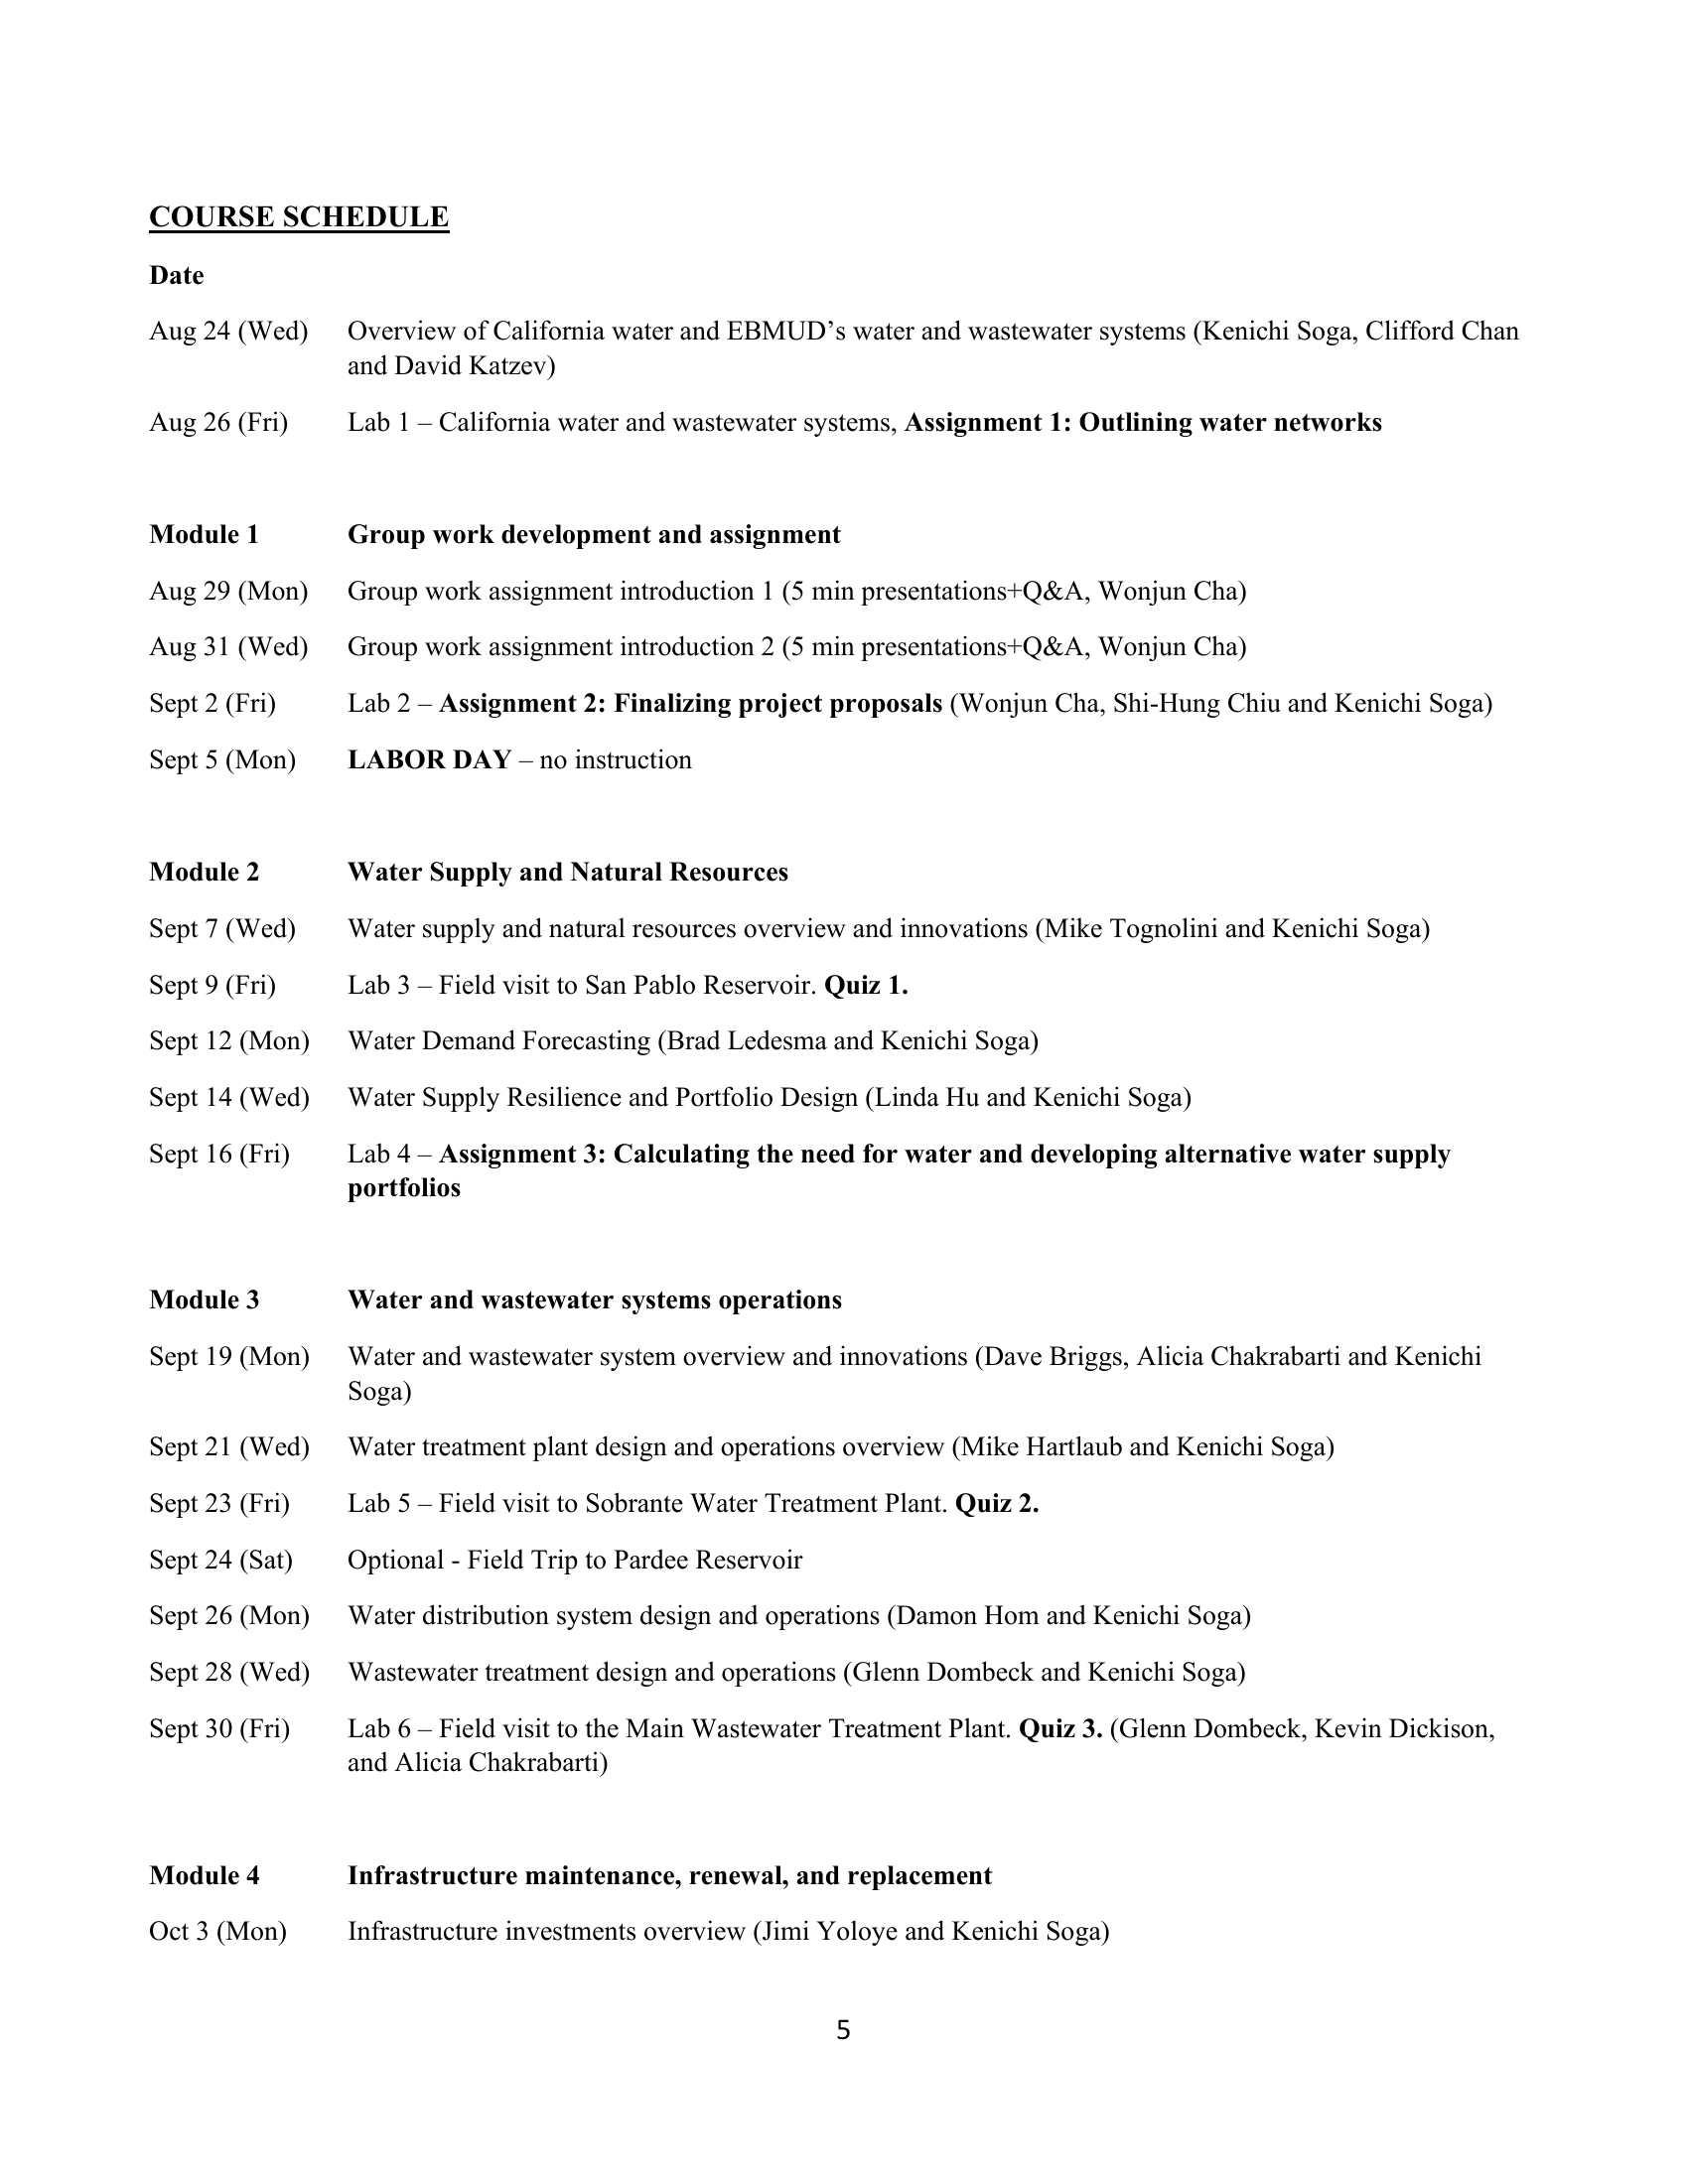 COURSE SCHEDULE
Date
Aug 24 (Wed) Overview of California water and EBMUD’s water and wastewater systems (Kenichi Soga, Clifford Chan
and David Katzev)
Aug 26 (Fri) Lab 1 – California water and wastewater systems, Assignment 1: Outlining water networks
Module 1 Group work development and assignment
Aug 29 (Mon) Group work assignment introduction 1 (5 min presentations+Q&A, Wonjun Cha)
Aug 31 (Wed) Group work assignment introduction 2 (5 min presentations+Q&A, Wonjun Cha)
Sept 2 (Fri) Lab 2 – Assignment 2: Finalizing project proposals (Wonjun Cha, Shi-Hung Chiu and Kenichi Soga)
Sept 5 (Mon) LABOR DAY – no instruction
Module 2 Water Supply and Natural Resources
Sept 7 (Wed) Water supply and natural resources overview and innovations (Mike Tognolini and Kenichi Soga)
Sept 9 (Fri) Lab 3 – Field visit to San Pablo Reservoir. Quiz 1.
Sept 12 (Mon) Water Demand Forecasting (Brad Ledesma and Kenichi Soga)
Sept 14 (Wed) Water Supply Resilience and Portfolio Design (Linda Hu and Kenichi Soga)
Sept 16 (Fri) Lab 4 – Assignment 3: Calculating the need for water and developing alternative water supply
portfolios
Module 3 Water and wastewater systems operations
Sept 19 (Mon) Water and wastewater system overview and innovations (Dave Briggs, Alicia Chakrabarti and Kenichi
Soga)
Sept 21 (Wed) Water treatment plant design and operations overview (Mike Hartlaub and Kenichi Soga)
Sept 23 (Fri) Lab 5 – Field visit to Sobrante Water Treatment Plant. Quiz 2.
Sept 24 (Sat) Optional - Field Trip to Pardee Reservoir
Sept 26 (Mon) Water distribution system design and operations (Damon Hom and Kenichi Soga)
Sept 28 (Wed) Wastewater treatment design and operations (Glenn Dombeck and Kenichi Soga)
Sept 30 (Fri) Lab 6 – Field visit to the Main Wastewater Treatment Plant. Quiz 3. (Glenn Dombeck, Kevin Dickison,
and Alicia Chakrabarti)
Module 4 Infrastructure maintenance, renewal, and replacement
Oct 3 (Mon) Infrastructure investments overview (Jimi Yoloye and Kenichi Soga)
5